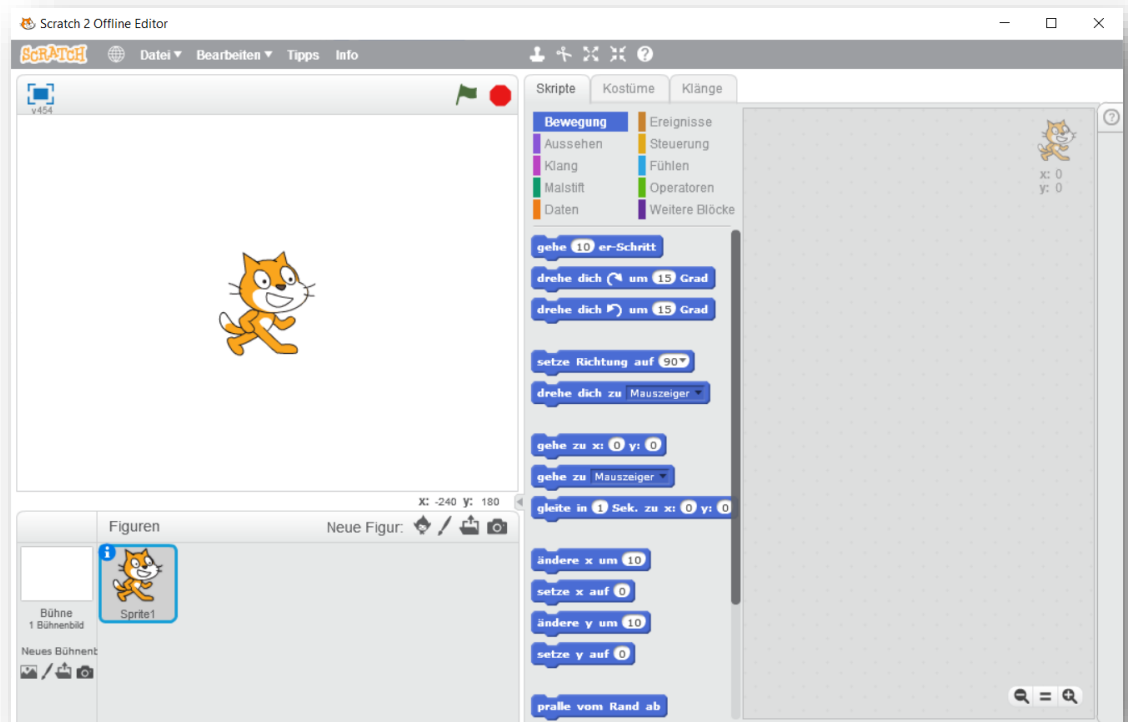 Scratch 2 Offline Editor
SCRATCH Datei Bearbeiten Tipps Info
v454
Skripte Kostüme Klänge
Bewegung Ereignisse
Aussehen Steuerung
Klang Fühlen
Malstift Operatoren
Daten Weitere Blöcke
gehe 10 er-Schritt
drehe dich um 15 Grad
drehe dich um 15 Grad
setze Richtung auf 90
drehe dich zu Mauszeiger
gehe zu x: 0 y: 0
gehe zu Mauszeiger
gleite in 1 Sek. zu x: 0 y: 0
ändere x um 10
setze x auf 0
ändere y um 10
setze y auf 0
pralle vom Rand ab
x: 0
y: 0
x: -240 y: 180
Figuren Neue Figur:
Sprite1
Bühne
1 Bühnenbild
Neues Bühnenb